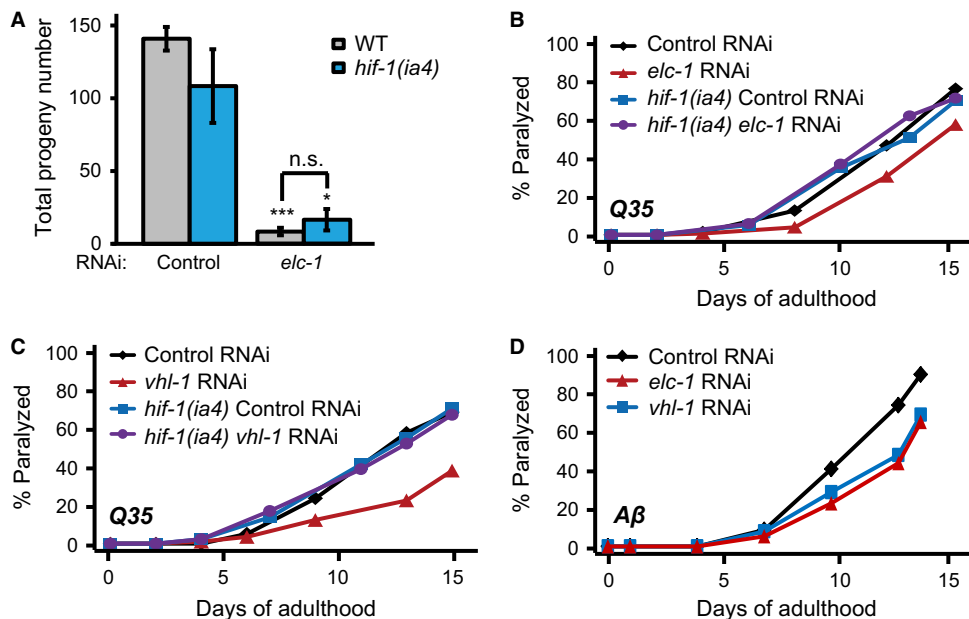 A
Total progeny number
150
100
50
0
WT
hif-1(ia4)
n.s.
***
*
RNAi: Control elc-1
B
% Paralyzed
100
80
60
40
20
0
Control RNAi
elc-1 RNAi
hif-1(ia4) Control RNAi
hif-1(ia4) elc-1 RNAi
Q35
0 5 10 15
Days of adulthood
C
% Paralyzed
100
80
60
40
20
0
Control RNAi
vhl-1 RNAi
hif-1(ia4) Control RNAi
hif-1(ia4) vhl-1 RNAi
Q35
0 5 10 15
Days of adulthood
D
% Paralyzed
100
80
60
40
20
0
Control RNAi
elc-1 RNAi
vhl-1 RNAi
Aβ
0 5 10 15
Days of adulthood